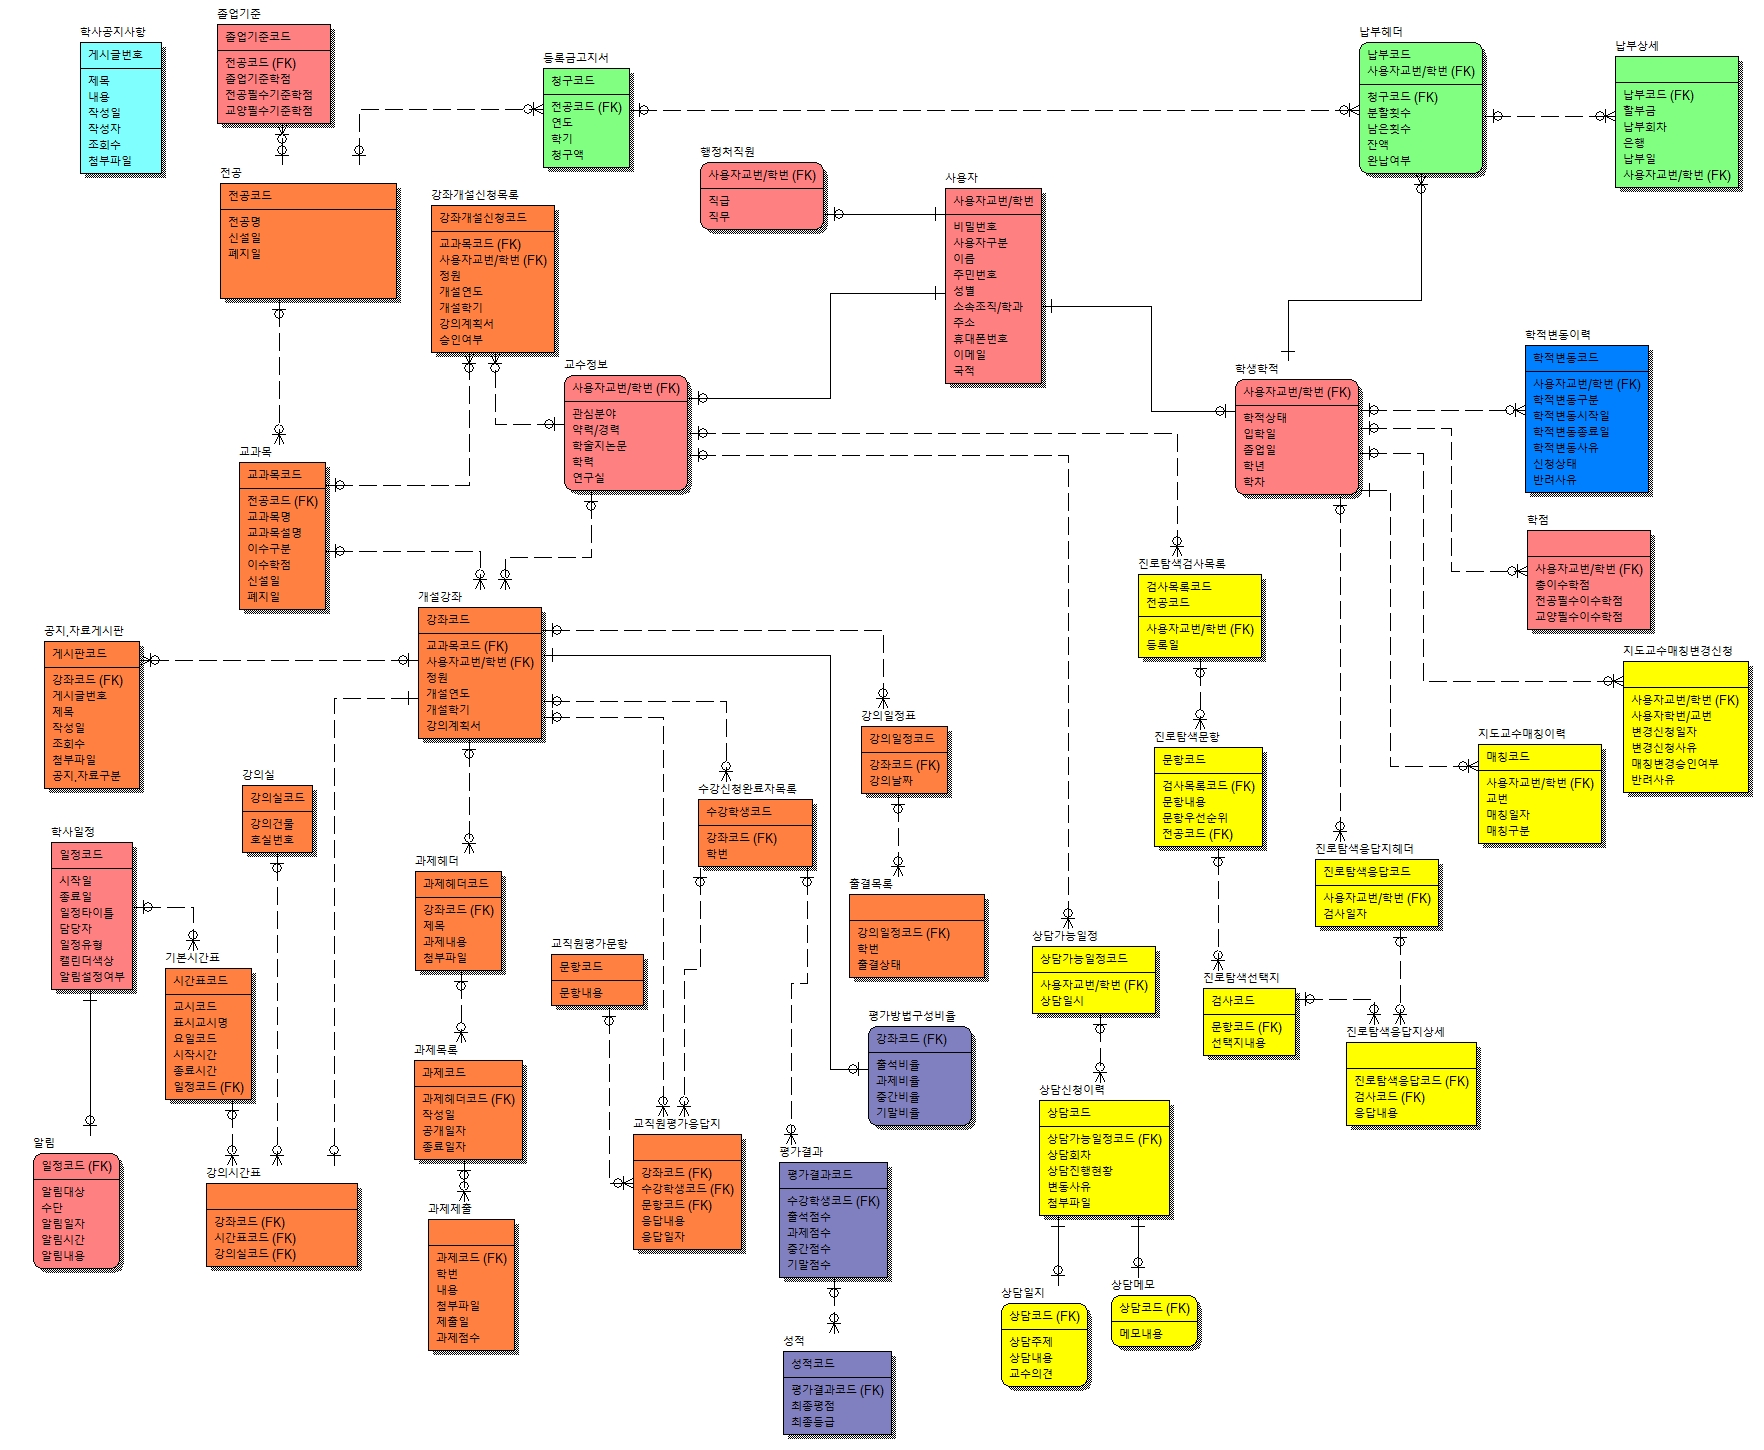 학사공지사항
게시글번호
제목
내용
작성일
작성자
조회수
첨부파일
졸업기준
졸업기준코드
전공코드 (FK)
졸업기준학점
전공필수기준학점
교양필수기준학점
등록금고지서
청구코드
전공코드 (FK)
연도
학기
청구액
납부헤더
납부코드
사용자교번/학번 (FK)
청구코드 (FK)
분할횟수
남은횟수
잔액
완납여부
납부상세
납부코드 (FK)
할부금
납부회차
은행
납부일
사용자교번/학번 (FK)
전공
전공코드
전공명
신설일
폐지일
강좌개설신청목록
강좌개설신청코드
교과목코드 (FK)
사용자교번/학번 (FK)
정원
개설연도
개설학기
강의계획서
승인여부
행정처직원
사용자교번/학번 (FK)
직급
직무
사용자
사용자교번/학번
비밀번호
사용자구분
이름
주민번호
성별
소속조직/학과
주소
휴대폰번호
이메일
국적
교수정보
사용자교번/학번 (FK)
관심분야
약력/경력
학술지논문
학력
연구실
학생학적
사용자교번/학번 (FK)
학적상태
입학일
졸업일
학년
학차
학적변동이력
학적변동코드
사용자교번/학번 (FK)
학적변동구분
학적변동시작일
학적변동종료일
학적변동사유
신청상태
반려사유
교과목
교과목코드
전공코드 (FK)
교과목명
교과목설명
이수구분
이수학점
신설일
폐지일
학점
사용자교번/학번 (FK)
총이수학점
전공필수이수학점
교양필수이수학점
진로탐색검사목록
검사목록코드
전공코드
사용자교번/학번 (FK)
등록일
개설강좌
강좌코드
교과목코드 (FK)
사용자교번/학번 (FK)
정원
개설연도
개설학기
강의계획서
공지,자료게시판
게시판코드
강좌코드 (FK)
게시글번호
제목
작성일
조회수
첨부파일
공지,자료구분
지도교수매칭변경신청
사용자교번/학번 (FK)
사용자학번/교번
변경신청일자
변경신청사유
매칭변경승인여부
반려사유
강의일정표
강의일정코드
강좌코드 (FK)
강의날짜
진로탐색문항
문항코드
검사목록코드 (FK)
문항내용
문항우선순위
전공코드 (FK)
지도교수매칭이력
매칭코드
사용자교번/학번 (FK)
교번
매칭일자
매칭구분
강의실
강의실코드
강의건물
호실번호
수강신청완료자목록
수강학생코드
강좌코드 (FK)
학번
학사일정
일정코드
시작일
종료일
일정타이틀
담당자
일정유형
캘린더색상
알림설정여부
과제헤더
과제헤더코드
강좌코드 (FK)
제목
과제내용
첨부파일
진로탐색응답지헤더
진로탐색응답코드
사용자교번/학번 (FK)
검사일자
출결목록
강의일정코드 (FK)
학번
출결상태
기본시간표
시간표코드
교시코드
표시교시명
요일코드
시작시간
종료시간
일정코드 (FK)
교직원평가문항
문항코드
문항내용
상담가능일정
상담가능일정코드
사용자교번/학번 (FK)
상담일시
진로탐색선택지
검사코드
문항코드 (FK)
선택지내용
평가방법구성비율
강좌코드 (FK)
출석비율
과제비율
중간비율
기말비율
진로탐색응답지상세
진로탐색응답코드 (FK)
검사코드 (FK)
응답내용
과제목록
과제코드
과제헤더코드 (FK)
작성일
공개일자
종료일자
상담신청이력
상담코드
상담가능일정코드 (FK)
상담회차
상담진행현황
변동사유
첨부파일
교직원평가응답지
강좌코드 (FK)
수강학생코드 (FK)
문항코드 (FK)
응답내용
응답일자
알림
일정코드 (FK)
알림대상
수단
알림일자
알림시간
알림내용
평가결과
평가결과코드
수강학생코드 (FK)
출석점수
과제점수
중간점수
기말점수
강의시간표
강좌코드 (FK)
시간표코드 (FK)
강의실코드 (FK)
과제제출
과제코드 (FK)
학번
내용
첨부파일
제출일
과제점수
상담일지
상담코드 (FK)
상담주제
상담내용
교수의견
상담메모
상담코드 (FK)
메모내용
성적
성적코드
평가결과코드 (FK)
최종평점
최종등급